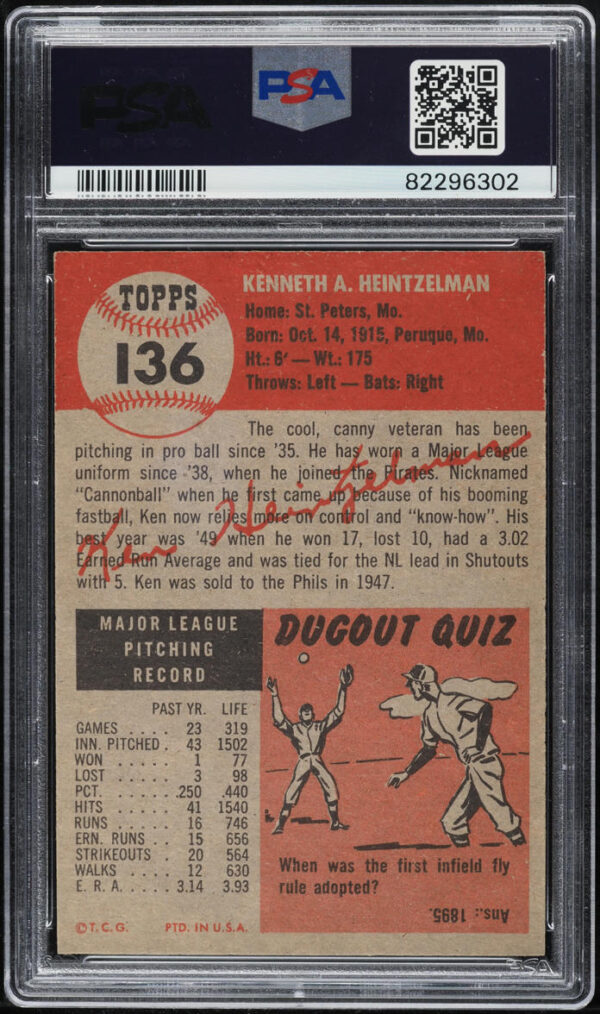 PSA
PSA
82296302
TOPPS
136
KENNETH A. HEINTZELMAN
Home: St. Peters, Mo.
Born: Oct. 14, 1915, Peruque, Mo.
Ht.: 6' — Wt.: 175
Throws: Left — Bats: Right
The cool, canny veteran has been
pitching in pro ball since '35. He has worn a Major League
uniform since '38, when he joined the Pirates. Nicknamed
"Cannonball" when he first came up because of his booming
fastball, Ken now relies more on control and "know-how". His
best year was '49 when he won 17, lost 10, had a 3.02
Earned Run Average and was tied for the NL lead in Shutouts
with 5. Ken was sold to the Phils in 1947.
Ken Heintzelman
MAJOR LEAGUE
PITCHING
RECORD
PAST YR. LIFE
GAMES .... 23 319
INN. PITCHED . 43 1502
WON ..... 1 77
LOST ..... 3 98
PCT. ..... .250 .440
HITS ..... 41 1540
RUNS ..... 16 746
ERN. RUNS .. 15 656
STRIKEOUTS . 20 564
WALKS .... 12 630
E. R. A. .... 3.14 3.93
© T. C. G. PTD. IN U.S.A.
DUGOUT QUIZ
When was the first infield fly
rule adopted?
Ans.: 1895.
PSA